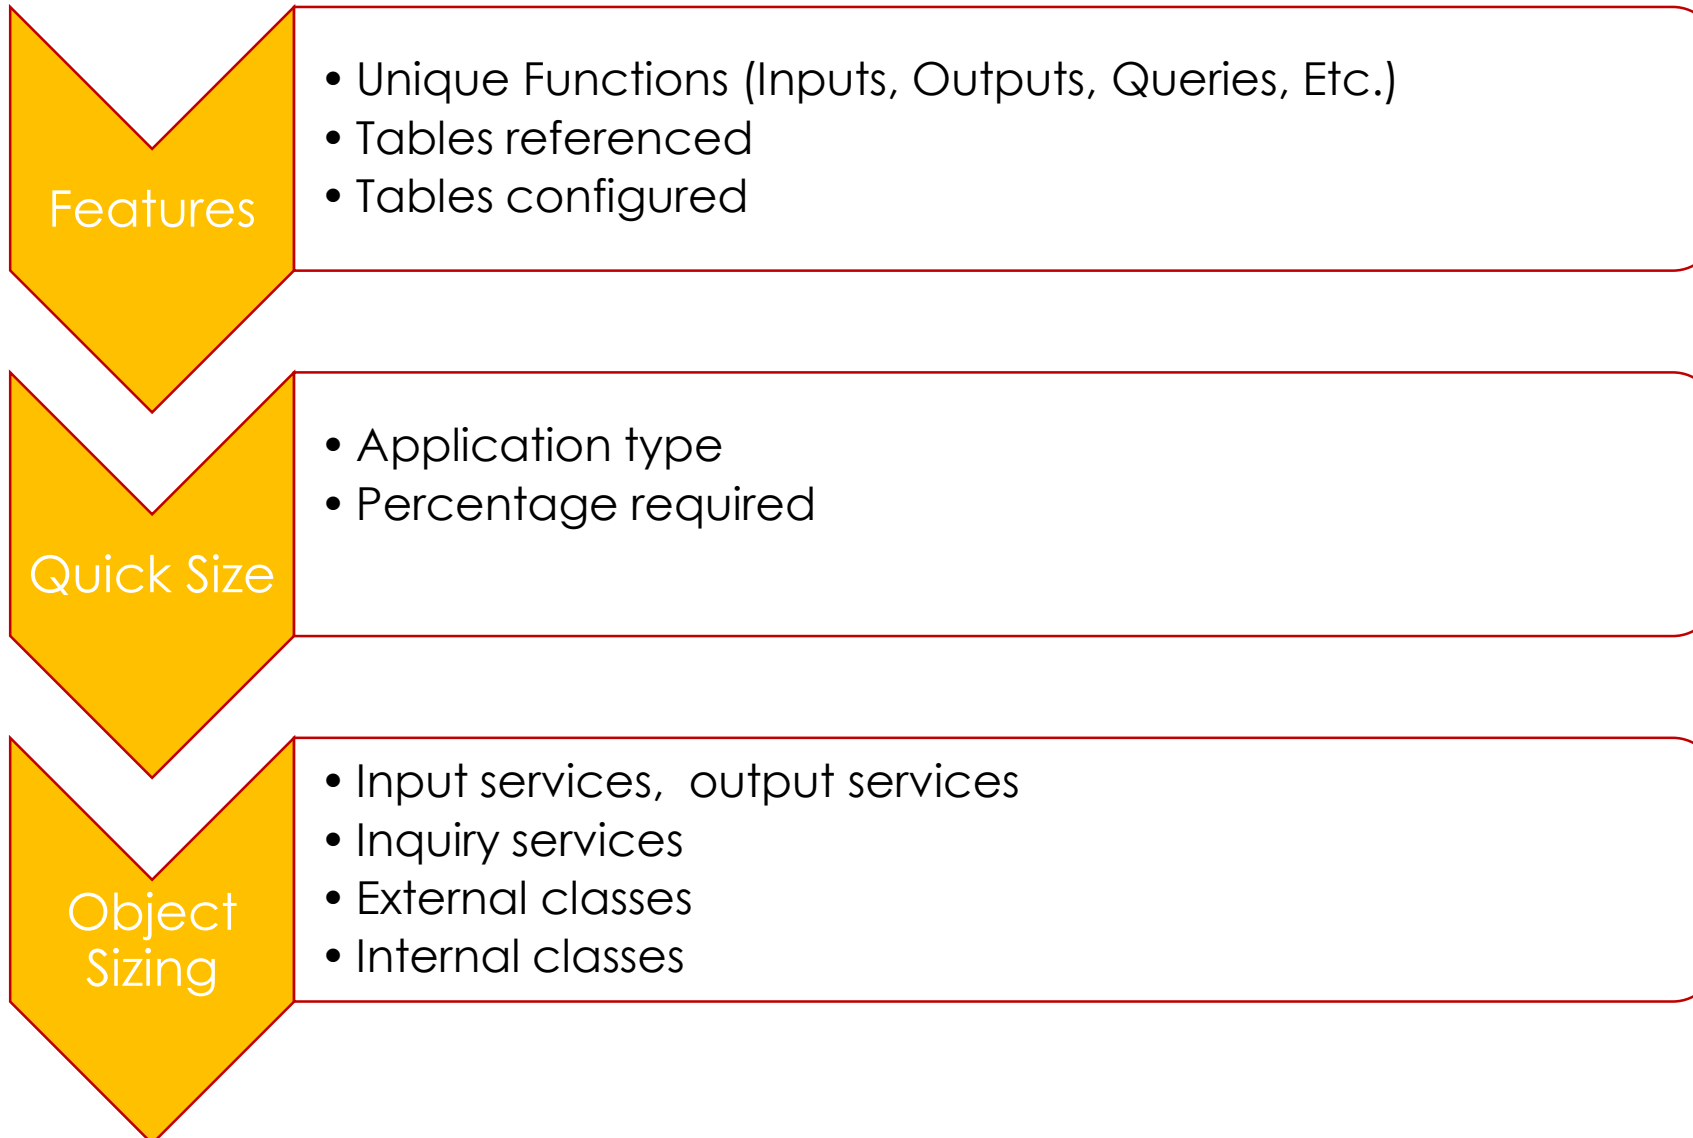 Features
• Unique Functions (Inputs, Outputs, Queries, Etc.)
• Tables referenced
• Tables configured
Quick Size
• Application type
• Percentage required
Object
Sizing
• Input services,  output services
• Inquiry services
• External classes
• Internal classes